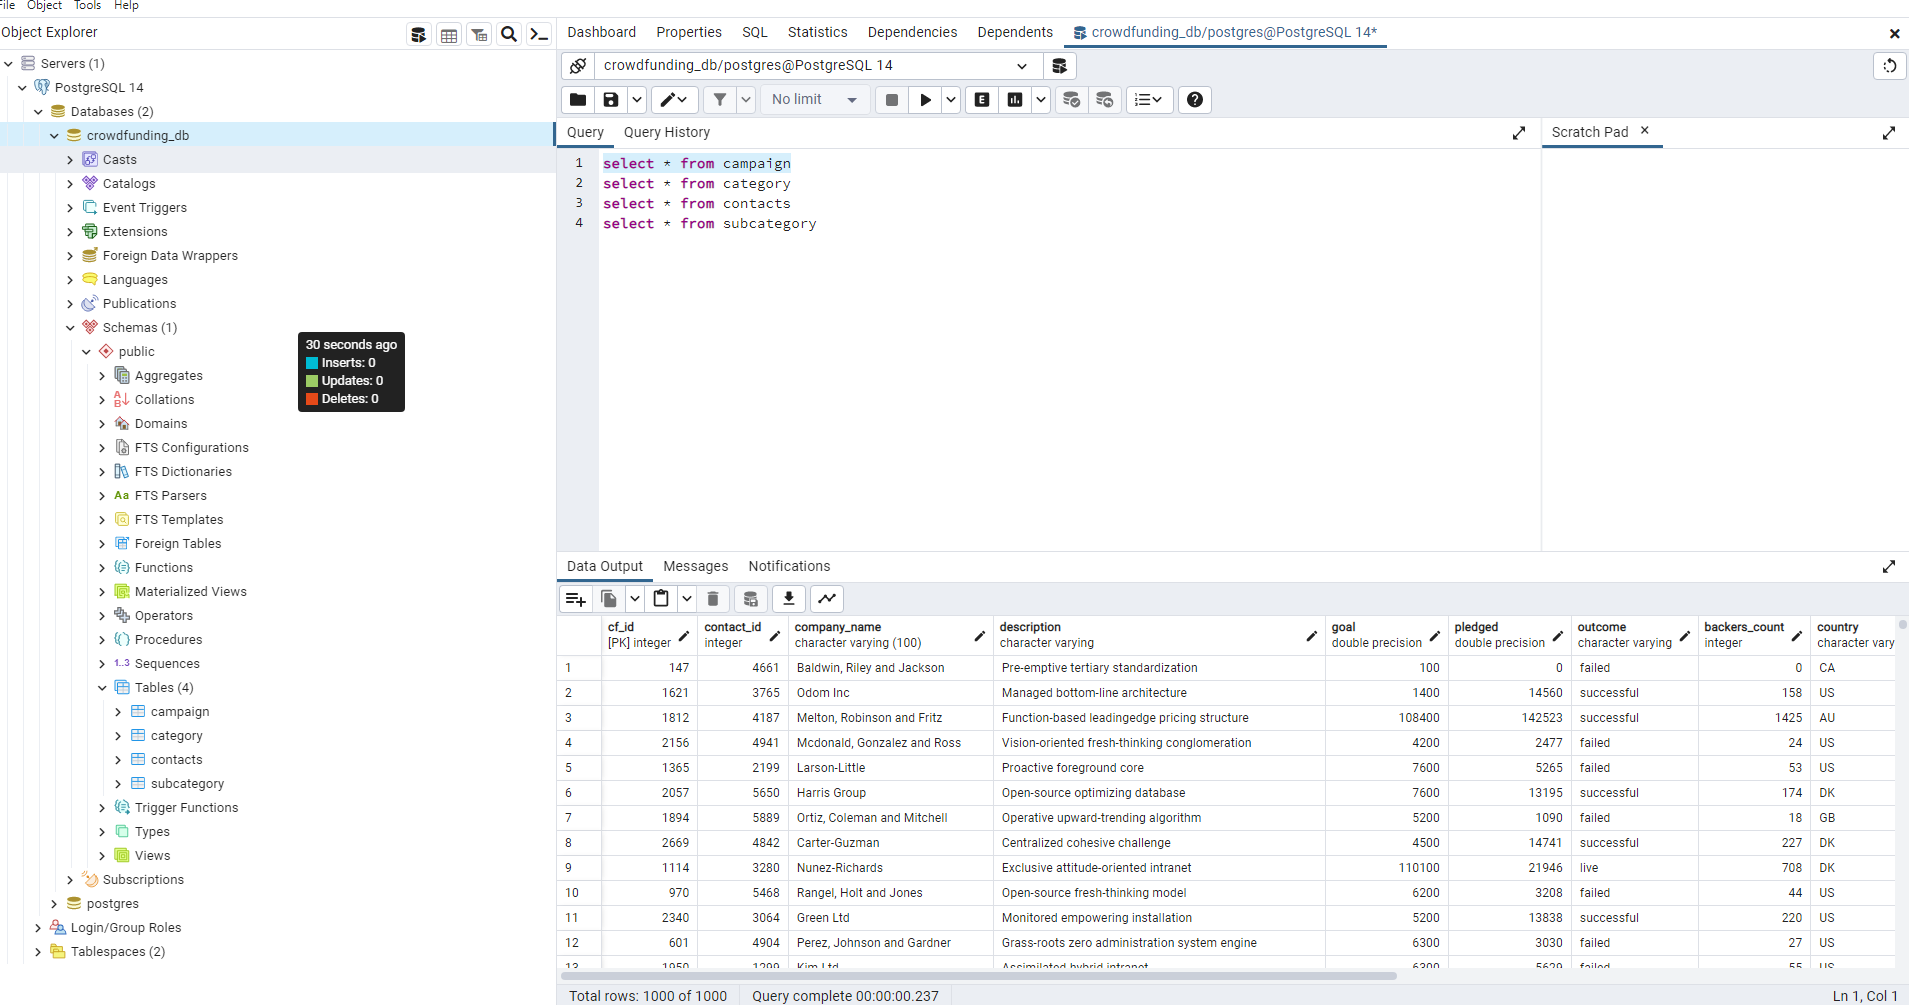 File Object Tools Help
Object Explorer
Servers (1)
PostgreSQL 14
Databases (2)
crowdfunding_db
Casts
Catalogs
Event Triggers
Extensions
Foreign Data Wrappers
Languages
Publications
Schemas (1)
public
Aggregates
Collations
Domains
FTS Configurations
FTS Dictionaries
Aa FTS Parsers
FTS Templates
Foreign Tables
Functions
Materialized Views
Operators
Procedures
1..3 Sequences
Tables (4)
campaign
category
contacts
subcategory
Trigger Functions
Types
Views
Subscriptions
postgres
Login/Group Roles
Tablespaces (2)
30 seconds ago
Inserts: 0
Updates: 0
Deletes: 0
Dashboard Properties SQL Statistics Dependencies Dependents crowdfunding_db/postgres@PostgreSQL 14*
crowdfunding_db/postgres@PostgreSQL 14
No limit E
Query Query History
Scratch Pad
1 select * from campaign
2 select * from category
3 select * from contacts
4 select * from subcategory
Data Output Messages Notifications
cf_id contact_id company_name description goal pledged outcome backers_count country
[PK] integer integer character varying (100) character varying double precision double precision character varying integer character vary
1 147 4661 Baldwin, Riley and Jackson Pre-emptive tertiary standardization 100 0 failed 0 CA
2 1621 3765 Odom Inc Managed bottom-line architecture 1400 14560 successful 158 US
3 1812 4187 Melton, Robinson and Fritz Function-based leadingedge pricing structure 108400 142523 successful 1425 AU
4 2156 4941 Mcdonald, Gonzalez and Ross Vision-oriented fresh-thinking conglomeration 4200 2477 failed 24 US
5 1365 2199 Larson-Little Proactive foreground core 7600 5265 failed 53 US
6 2057 5650 Harris Group Open-source optimizing database 7600 13195 successful 174 DK
7 1894 5889 Ortiz, Coleman and Mitchell Operative upward-trending algorithm 5200 1090 failed 18 GB
8 2669 4842 Carter-Guzman Centralized cohesive challenge 4500 14741 successful 227 DK
9 1114 3280 Nunez-Richards Exclusive attitude-oriented intranet 110100 21946 live 708 DK
10 970 5468 Rangel, Holt and Jones Open-source fresh-thinking model 6200 3208 failed 44 US
11 2340 3064 Green Ltd Monitored empowering installation 5200 13838 successful 220 US
12 601 4904 Perez, Johnson and Gardner Grass-roots zero administration system engine 6300 3030 failed 27 US
13 1950 1299 Kim Ltd Assimilated hybrid intranet 6300 5629 failed 55 US
Total rows: 1000 of 1000 Query complete 00:00:00.237 Ln 1, Col 1